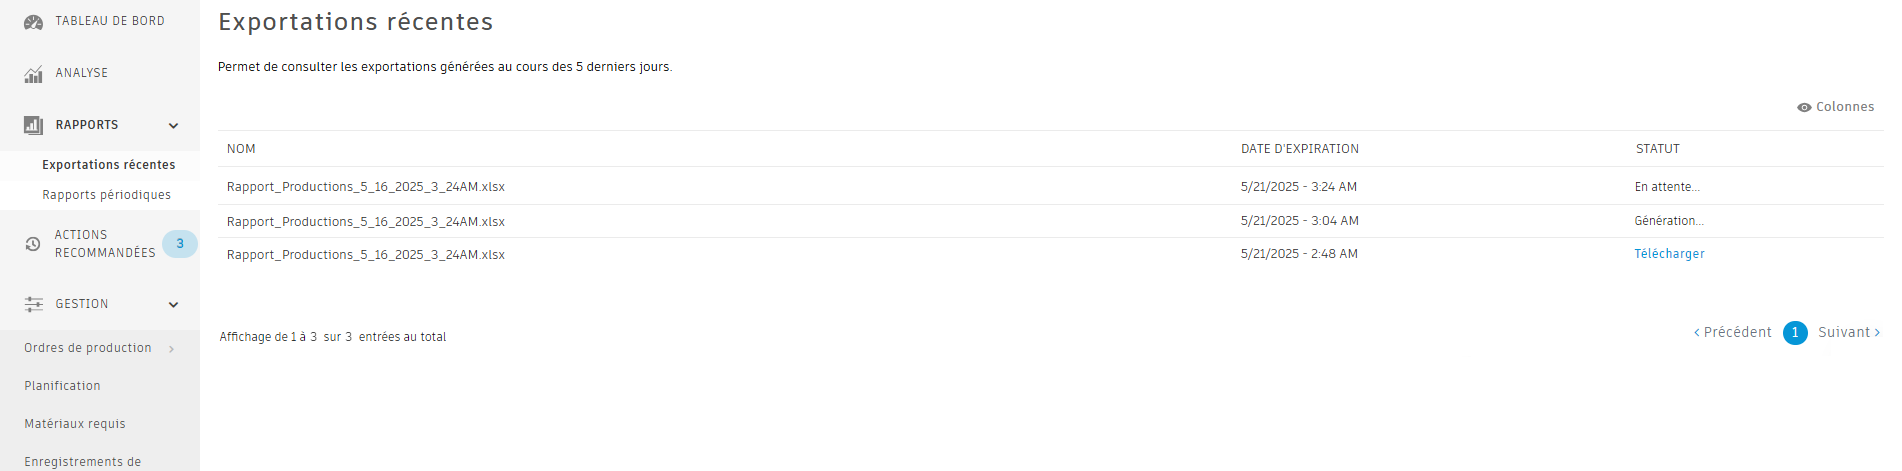 TABLEAU DE BORD
ANALYSE
RAPPORTS
Exportations récentes
Rapports périodiques
ACTIONS
RECOMMANDÉES
3
GESTION
Ordres de production
Planification
Matériaux requis
Enregistrements de
Exportations récentes
Permet de consulter les exportations générées au cours des 5 derniers jours.
Colonnes
NOM DATE D'EXPIRATION STATUT
Rapport_Productions_5_16_2025_3_24AM.xlsx 5/21/2025 - 3:24 AM En attente...
Rapport_Productions_5_16_2025_3_24AM.xlsx 5/21/2025 - 3:04 AM Génération...
Rapport_Productions_5_16_2025_3_24AM.xlsx 5/21/2025 - 2:48 AM Télécharger
Affichage de 1 à 3 sur 3 entrées au total
‹ Précédent 1 Suivant ›